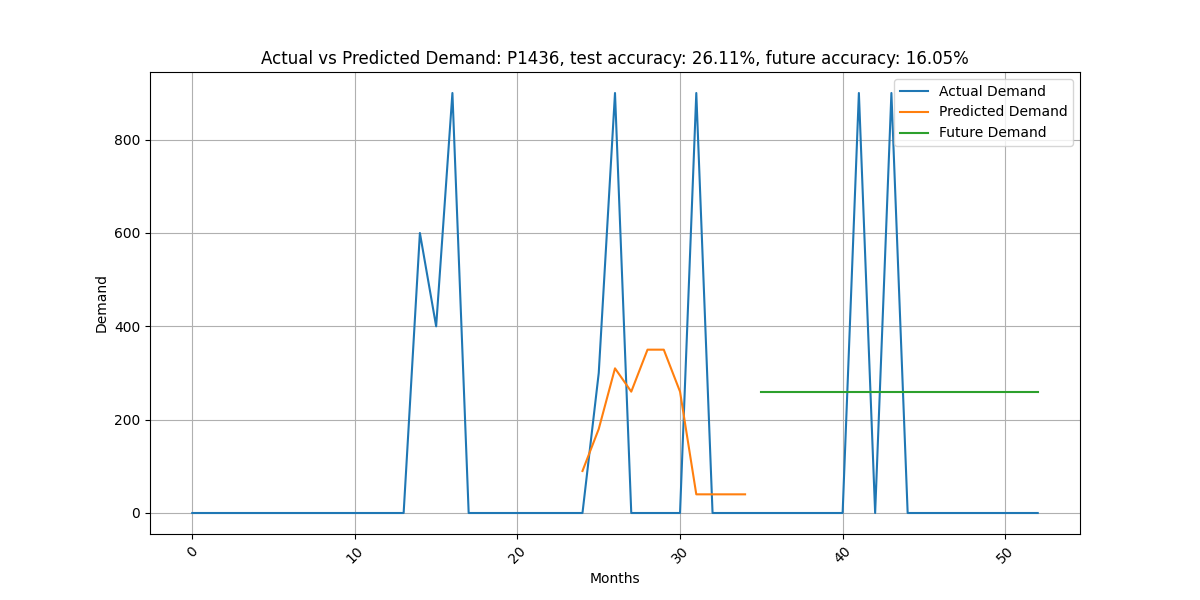 Actual vs Predicted Demand: P1436, test accuracy: 26.11%, future accuracy: 16.05%
Actual Demand
Predicted Demand
Future Demand
800
600
400
200
0
Demand
0 10 20 30 40 50
Months